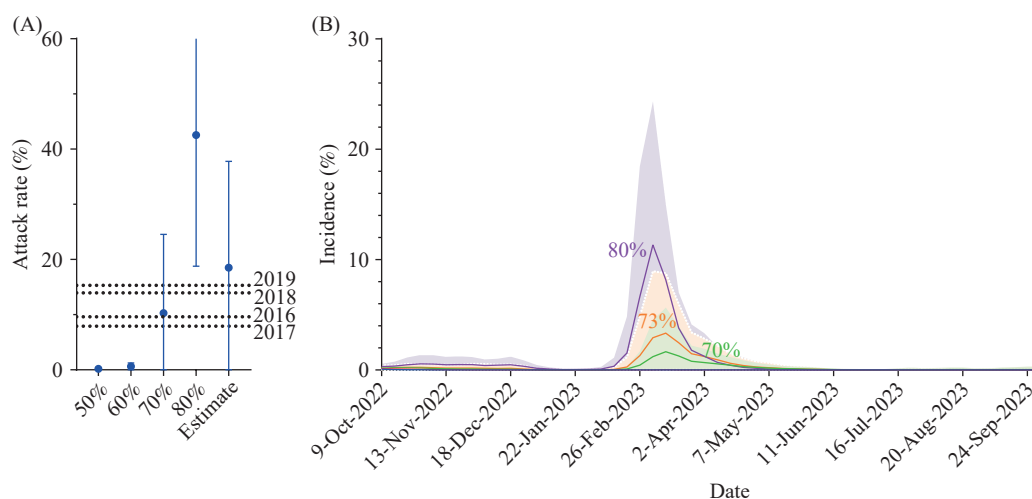 (A)
60
40
20
0
Attack rate (%)
2019
2018
2016
2017
50%
60%
70%
80%
Estimate
(B)
30
20
10
0
Incidence (%)
80%
73%
70%
9-Oct-2022
13-Nov-2022
18-Dec-2022
22-Jan-2023
26-Feb-2023
2-Apr-2023
7-May-2023
11-Jun-2023
16-Jul-2023
20-Aug-2023
24-Sep-2023
Date